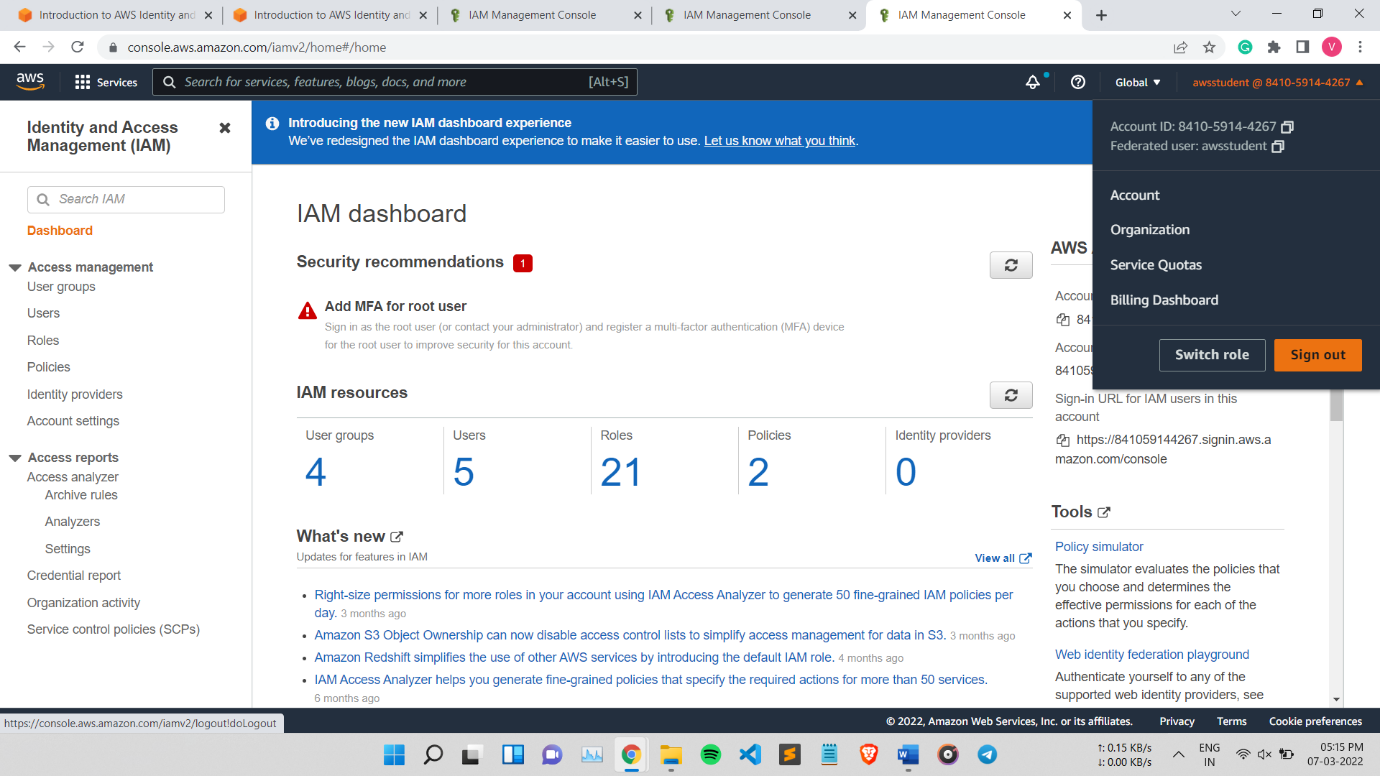 Introduction to AWS Identity and
Introduction to AWS Identity and
IAM Management Console
IAM Management Console
IAM Management Console
console.aws.amazon.com/iamv2/home#/home
V
aws
Services
Search for services, features, blogs, docs, and more
[Alt+S]
Global
awsstudent @ 8410-5914-4267
Identity and Access
Management (IAM)
Search IAM
Dashboard
Access management
User groups
Users
Roles
Policies
Identity providers
Account settings
Access reports
Access analyzer
Archive rules
Analyzers
Settings
Credential report
Organization activity
Service control policies (SCPs)
Introducing the new IAM dashboard experience
We've redesigned the IAM dashboard experience to make it easier to use. Let us know what you think.
IAM dashboard
Security recommendations 1
Add MFA for root user
Sign in as the root user (or contact your administrator) and register a multi-factor authentication (MFA) device
for the root user to improve security for this account.
IAM resources
User groups
4
Users
5
Roles
21
Policies
2
Identity providers
0
What's new
Updates for features in IAM
View all
Right-size permissions for more roles in your account using IAM Access Analyzer to generate 50 fine-grained IAM policies per
day. 3 months ago
Amazon S3 Object Ownership can now disable access control lists to simplify access management for data in S3. 3 months ago
Amazon Redshift simplifies the use of other AWS services by introducing the default IAM role. 4 months ago
IAM Access Analyzer helps you generate fine-grained policies that specify the required actions for more than 50 services.
6 months ago
Account ID: 8410-5914-4267
Federated user: awsstudent
Account
Organization
Service Quotas
Billing Dashboard
Switch role
Sign out
AWS
Accou
84
Accou
84105
Sign-in URL for IAM users in this
account
https://841059144267.signin.aws.a
mazon.com/console
Tools
Policy simulator
The simulator evaluates the policies that
you choose and determines the
effective permissions for each of the
actions that you specify.
Web identity federation playground
Authenticate yourself to any of the
supported web identity providers, see
https://console.aws.amazon.com/iamv2/logout!doLogout
© 2022, Amazon Web Services, Inc. or its affiliates.
Privacy
Terms
Cookie preferences
↑: 0.15 KB/s
↓: 0.00 KB/s
ENG
IN
05:15 PM
07-03-2022